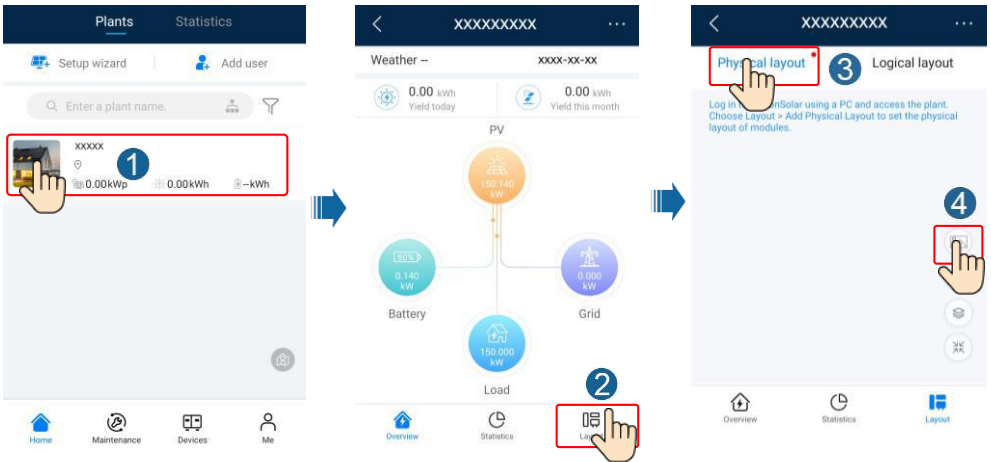 Plants Statistics
Setup wizard Add user
Enter a plant name.
xxxxx
1
0.00kWp 0.00kWh --kWh
Home Maintenance Devices Me
XXXXXXXXX ...
Weather -- xxxx-xx-xx
0.00 kWh 0.00 kWh
Yield today Yield this month
PV
150.140
kW
50%
0.140
kW
0.000
kW
Battery Grid
150.000
kW
Load
2
Overview Statistics
XXXXXXXXX ...
layout 3 Logical layout
Log in using a PC and access the plant.
Choose Layout > Add Physical Layout to set the physical
layout of modules.
4
Overview Statistics Layout